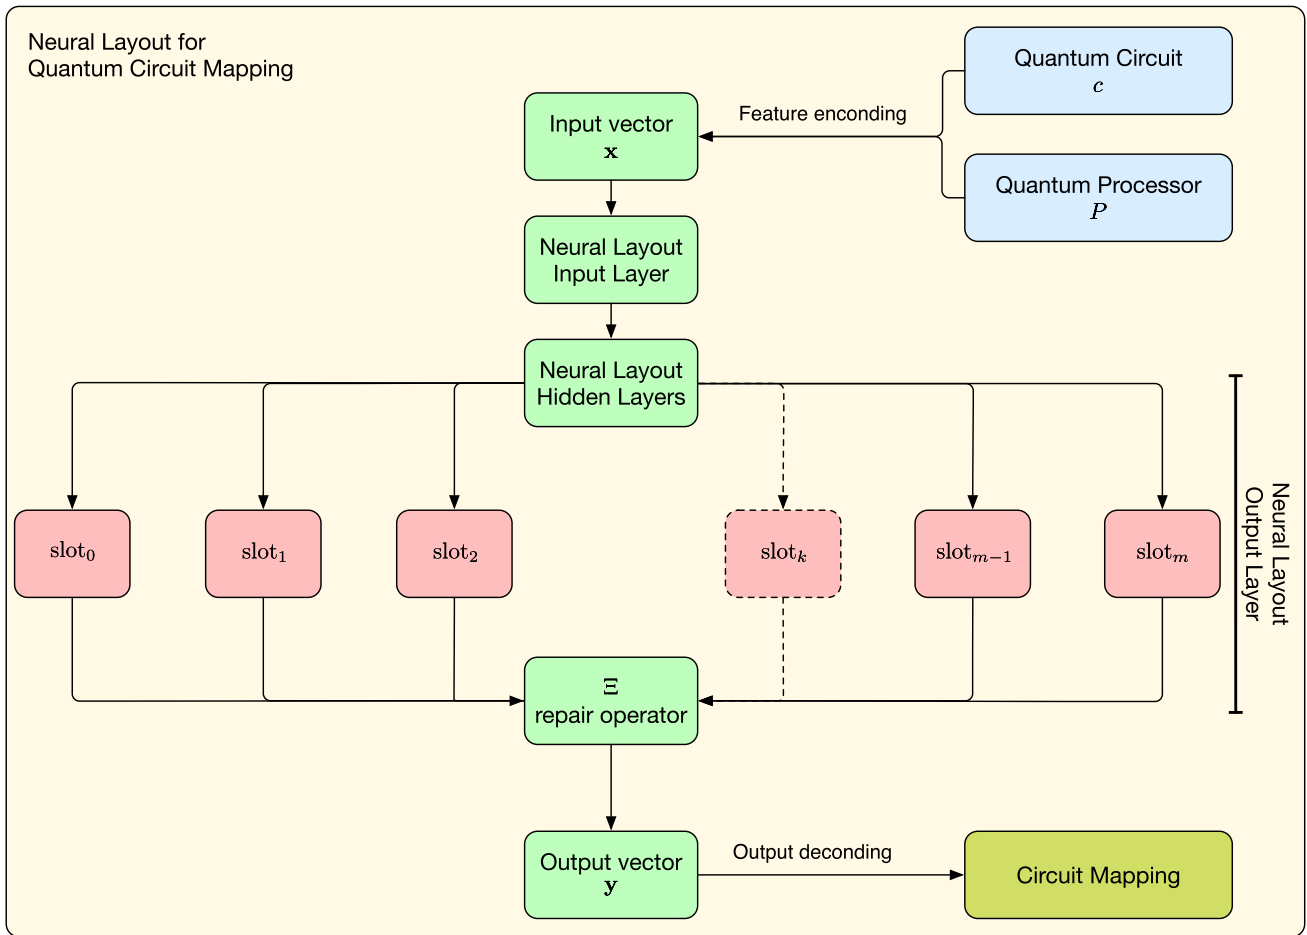 Neural Layout for
Quantum Circuit Mapping
Quantum Circuit
c
Feature enconding
Input vector
x
Quantum Processor
P
Neural Layout
Input Layer
Neural Layout
Hidden Layers
slot₀
slot₁
slot₂
slotₖ
slotₘ₋₁
slotₘ
Neural Layout
Output Layer
Ξ
repair operator
Output vector
y
Output deconding
Circuit Mapping